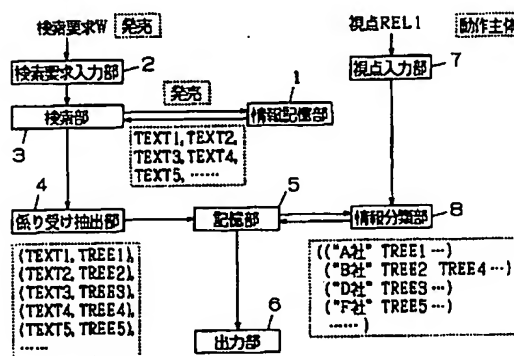 検索要求W 発売
視点REL1 動作主体
検索要求入力部 2
視点入力部 7
発売
1
検索部
情報記憶部
3
TEXT1, TEXT2,
TEXT3, TEXT4,
TEXT5, ……
4
5
係り受け抽出部
記憶部
情報分類部 8
(TEXT1, TREE1),
(TEXT2, TREE2),
(TEXT3, TREE3),
(TEXT4, TREE4),
(TEXT5, TREE5),
……
(("A社" TREE1 …)
("B社" TREE2 TREE4 …)
("D社" TREE3 …)
("F社" TREE5 …)
…… )
6
出力部